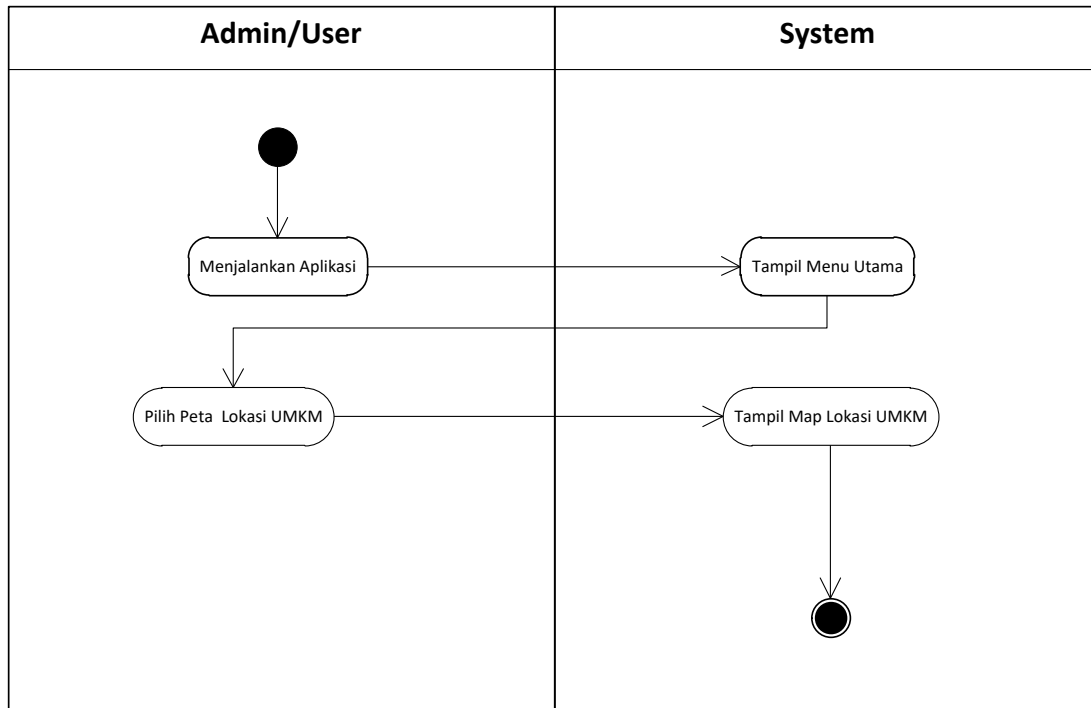 Admin/User
System
Menjalankan Aplikasi
Tampil Menu Utama
Pilih Peta  Lokasi UMKM
Tampil Map Lokasi UMKM